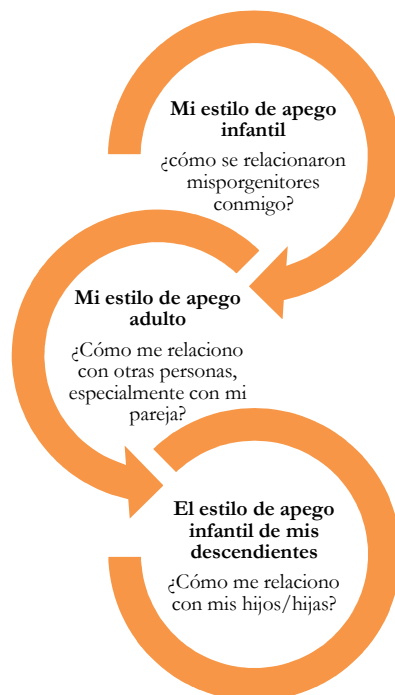 Mi estilo de apego
infantil
¿cómo se relacionaron
misporgenitores
conmigo?
Mi estilo de apego
adulto
¿Cómo me relaciono
con otras personas,
especialmente con mi
pareja?
El estilo de apego
infantil de mis
descendientes
¿Cómo me relaciono
con mis hijos/hijas?